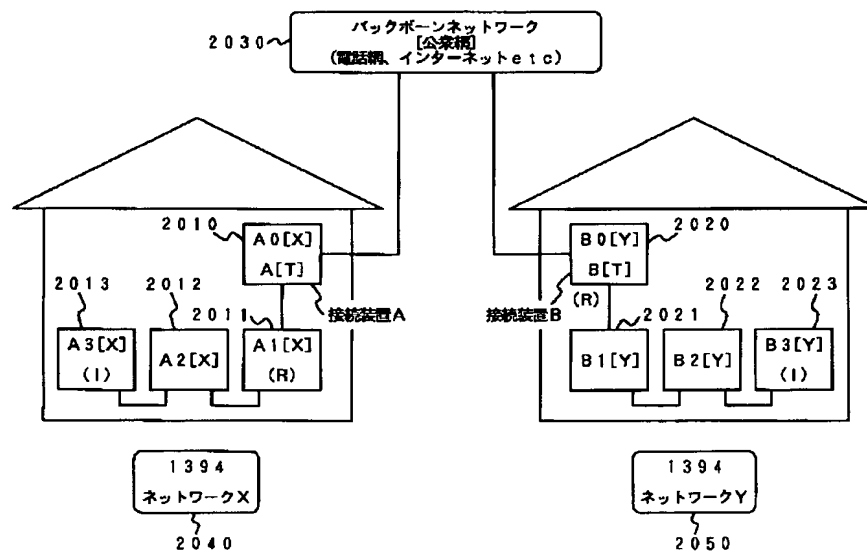 バックボーンネットワーク
[公衆網]
(電話網、インターネットetc)
2030
2010
A0[X]
A[T]
接続装置A
2013
2012
2011
A3[X]
(I)
A2[X]
A1[X]
(R)
B0[Y]
B[T]
2020
接続装置B
(R)
2021
2022
2023
B1[Y]
B2[Y]
B3[Y]
(I)
1394
ネットワークX
2040
1394
ネットワークY
2050